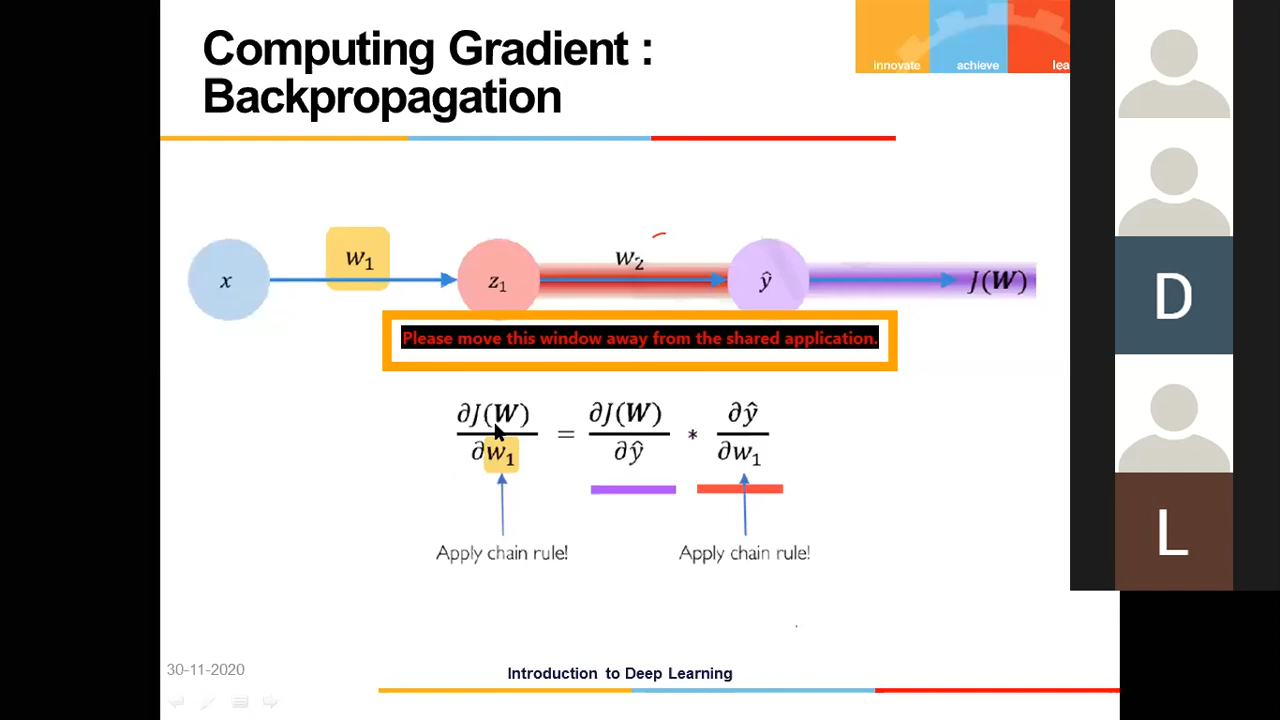 Computing Gradient :
Backpropagation
innovate achieve lea
x w₁ z₁ w₂ ŷ J(W)
Please move this window away from the shared application.
∂J(W)/∂w₁ = ∂J(W)/∂ŷ * ∂ŷ/∂w₁
Apply chain rule! Apply chain rule!
30-11-2020
Introduction to Deep Learning
D
L